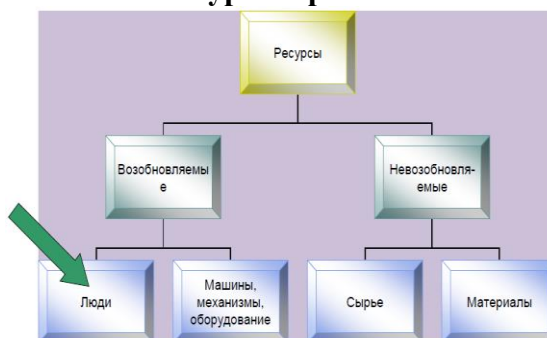 Ресурсы
Возобновляемы
е
Невозобновля-
емые
Люди
Машины,
механизмы,
оборудование
Сырье
Материалы